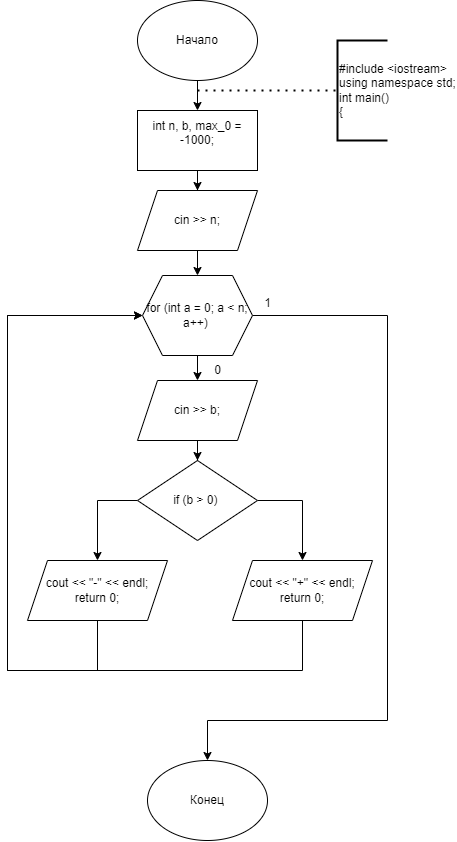 Начало
#include <iostream>
using namespace std;
int main()
{
int n, b, max_0 =
-1000;
cin >> n;
for (int a = 0; a < n;
a++)
1
0
cin >> b;
if (b > 0)
cout << "-" << endl;
return 0;
cout << "+" << endl;
return 0;
Конец